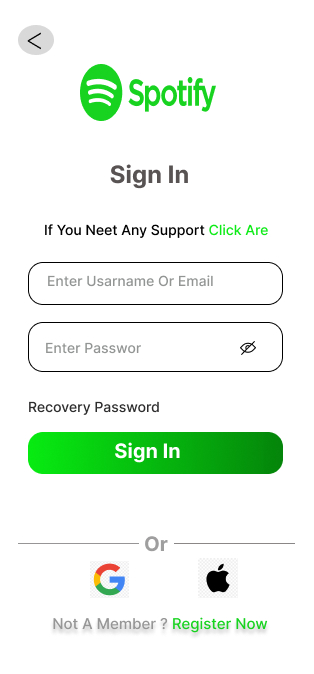 Spotify
Sign In
If You Neet Any Support Click Are
Enter Usarname Or Email
Enter Passwor
Recovery Password
Sign In
Or
Not A Member ? Register Now